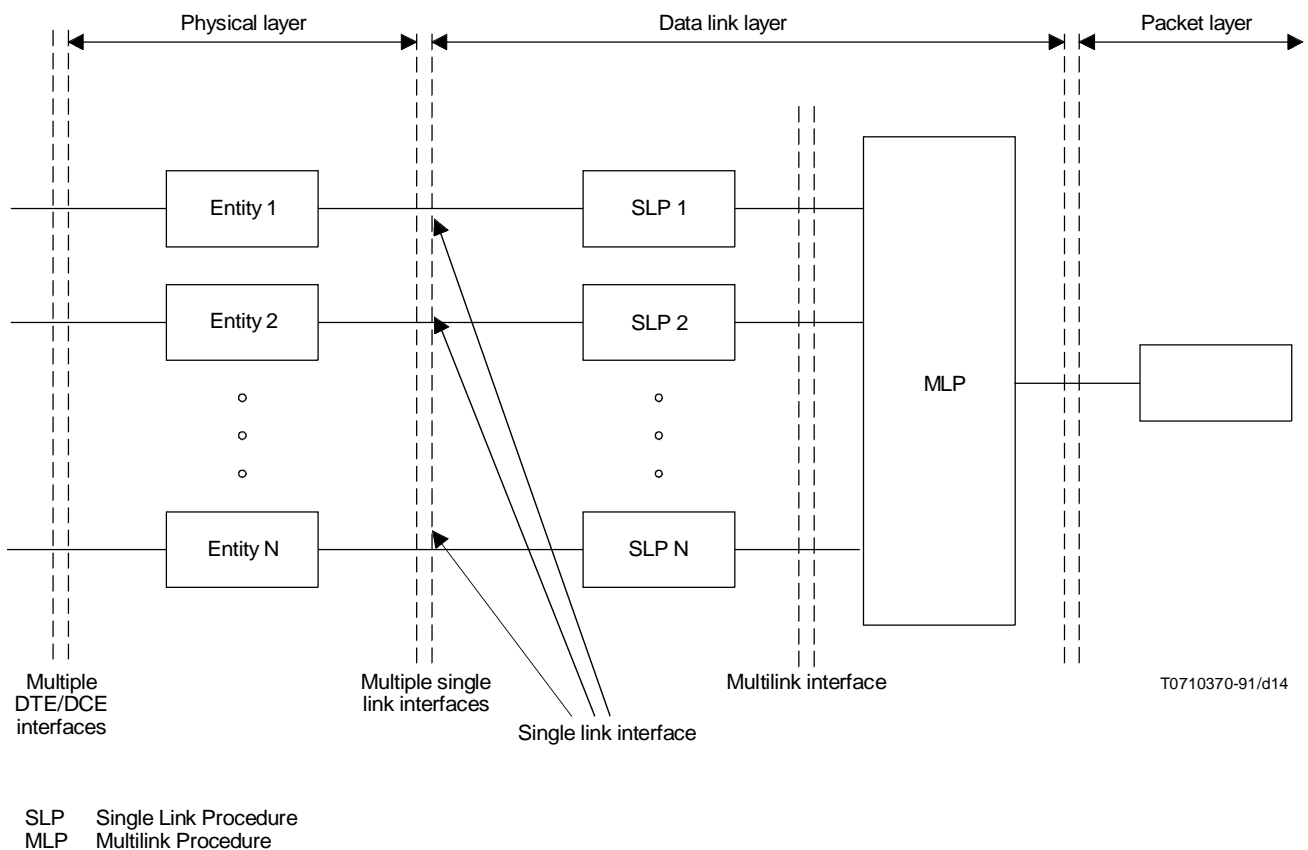 Physical layer
Data link layer
Packet layer
Entity 1
SLP 1
Entity 2
SLP 2
MLP
Entity N
SLP N
Multiple
DTE/DCE
interfaces
Multiple single
link interfaces
Multilink interface
T0710370-91/d14
Single link interface
SLP Single Link Procedure
MLP Multilink Procedure